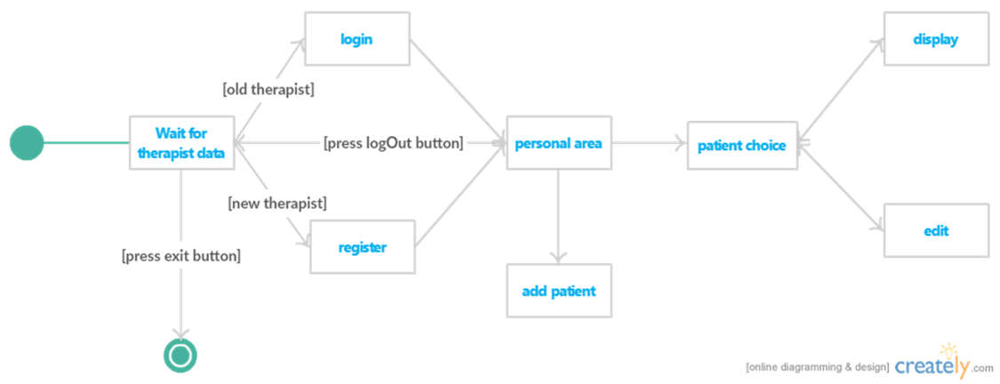 login
display
[old therapist]
Wait for
therapist data
[press logOut button]
personal area
patient choice
[new therapist]
register
edit
[press exit button]
add patient
[online diagramming & design] creately.com